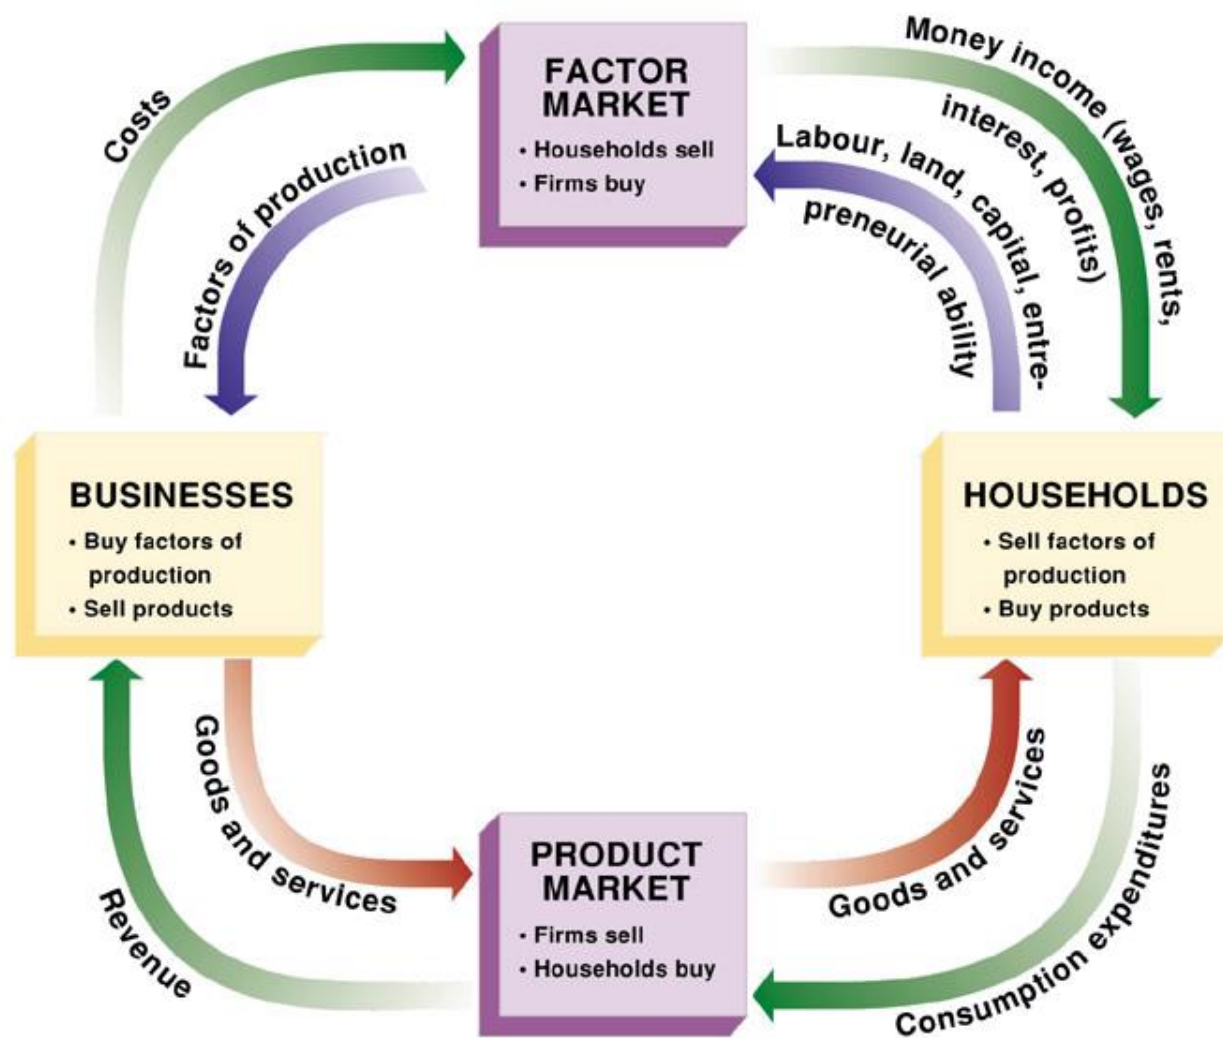 FACTOR
MARKET
• Households sell
• Firms buy
Costs
Factors of production
Money income (wages, rents,
interest, profits)
Labour, land, capital, entre-
preneurial ability
BUSINESSES
• Buy factors of
production
• Sell products
HOUSEHOLDS
• Sell factors of
production
• Buy products
Goods and services
Revenue
PRODUCT
MARKET
• Firms sell
• Households buy
Goods and services
Consumption expenditures